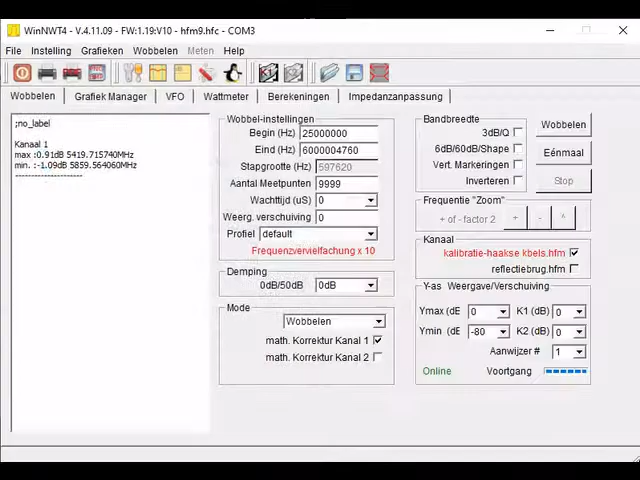 WinNWT4 - V.4.11.09 - FW:1.19:V10 - hfm9.hfc - COM3
File Instelling Grafieken Wobbelen Meten Help
Wobbelen Grafiek Manager VFO Wattmeter Berekeningen Impedanzanpassung
;no_label
Kanaal 1
max :0.91dB 5419.715740MHz
min. :-1.09dB 5859.564060MHz
---------------------
Wobbel-instellingen
Begin (Hz) 25000000
Eind (Hz) 6000004760
Stapgrootte (Hz) 597620
Aantal Meetpunten 9999
Wachttijd (uS) 0
Weerg. verschuiving 0
Profiel default
Frequenzvervielfachung x 10
Demping
0dB/50dB 0dB
Mode
Wobbelen
math. Korrektur Kanal 1
math. Korrektur Kanal 2
Bandbreedte
3dB/Q
6dB/60dB/Shape
Vert. Markeringen
Inverteren
Wobbelen
Eénmaal
Stop
Frequentie "Zoom"
+ of - factor 2 + - ^
Kanaal
kalibratie-haakse kbels.hfm
reflectiebrug.hfm
Y-as Weergave/Verschuiving
Ymax (dE 0 K1 (dB) 0
Ymin (dE -80 K2 (dB) 0
Aanwijzer # 1
Online Voortgang